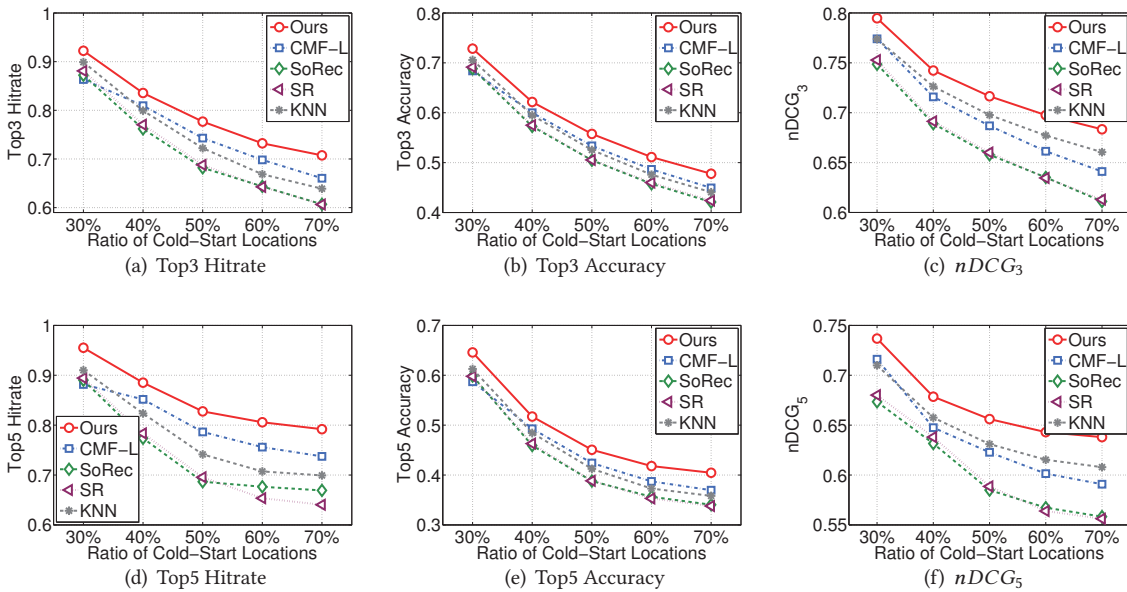 1
0.9
0.8
0.7
0.6
Top3 Hitrate
30% 40% 50% 60% 70%
Ratio of Cold−Start Locations
Ours
CMF−L
SoRec
SR
KNN
(a) Top3 Hitrate
0.8
0.7
0.6
0.5
0.4
Top3 Accuracy
30% 40% 50% 60% 70%
Ratio of Cold−Start Locations
Ours
CMF−L
SoRec
SR
KNN
(b) Top3 Accuracy
0.8
0.75
0.7
0.65
0.6
nDCG3
30% 40% 50% 60% 70%
Ratio of Cold−Start Locations
Ours
CMF−L
SoRec
SR
KNN
(c) nDCG3
1
0.9
0.8
0.7
0.6
Top5 Hitrate
30% 40% 50% 60% 70%
Ratio of Cold−Start Locations
Ours
CMF−L
SoRec
SR
KNN
(d) Top5 Hitrate
0.7
0.6
0.5
0.4
0.3
Top5 Accuracy
30% 40% 50% 60% 70%
Ratio of Cold−Start Locations
Ours
CMF−L
SoRec
SR
KNN
(e) Top5 Accuracy
0.75
0.7
0.65
0.6
0.55
nDCG5
30% 40% 50% 60% 70%
Ratio of Cold−Start Locations
Ours
CMF−L
SoRec
SR
KNN
(f) nDCG5